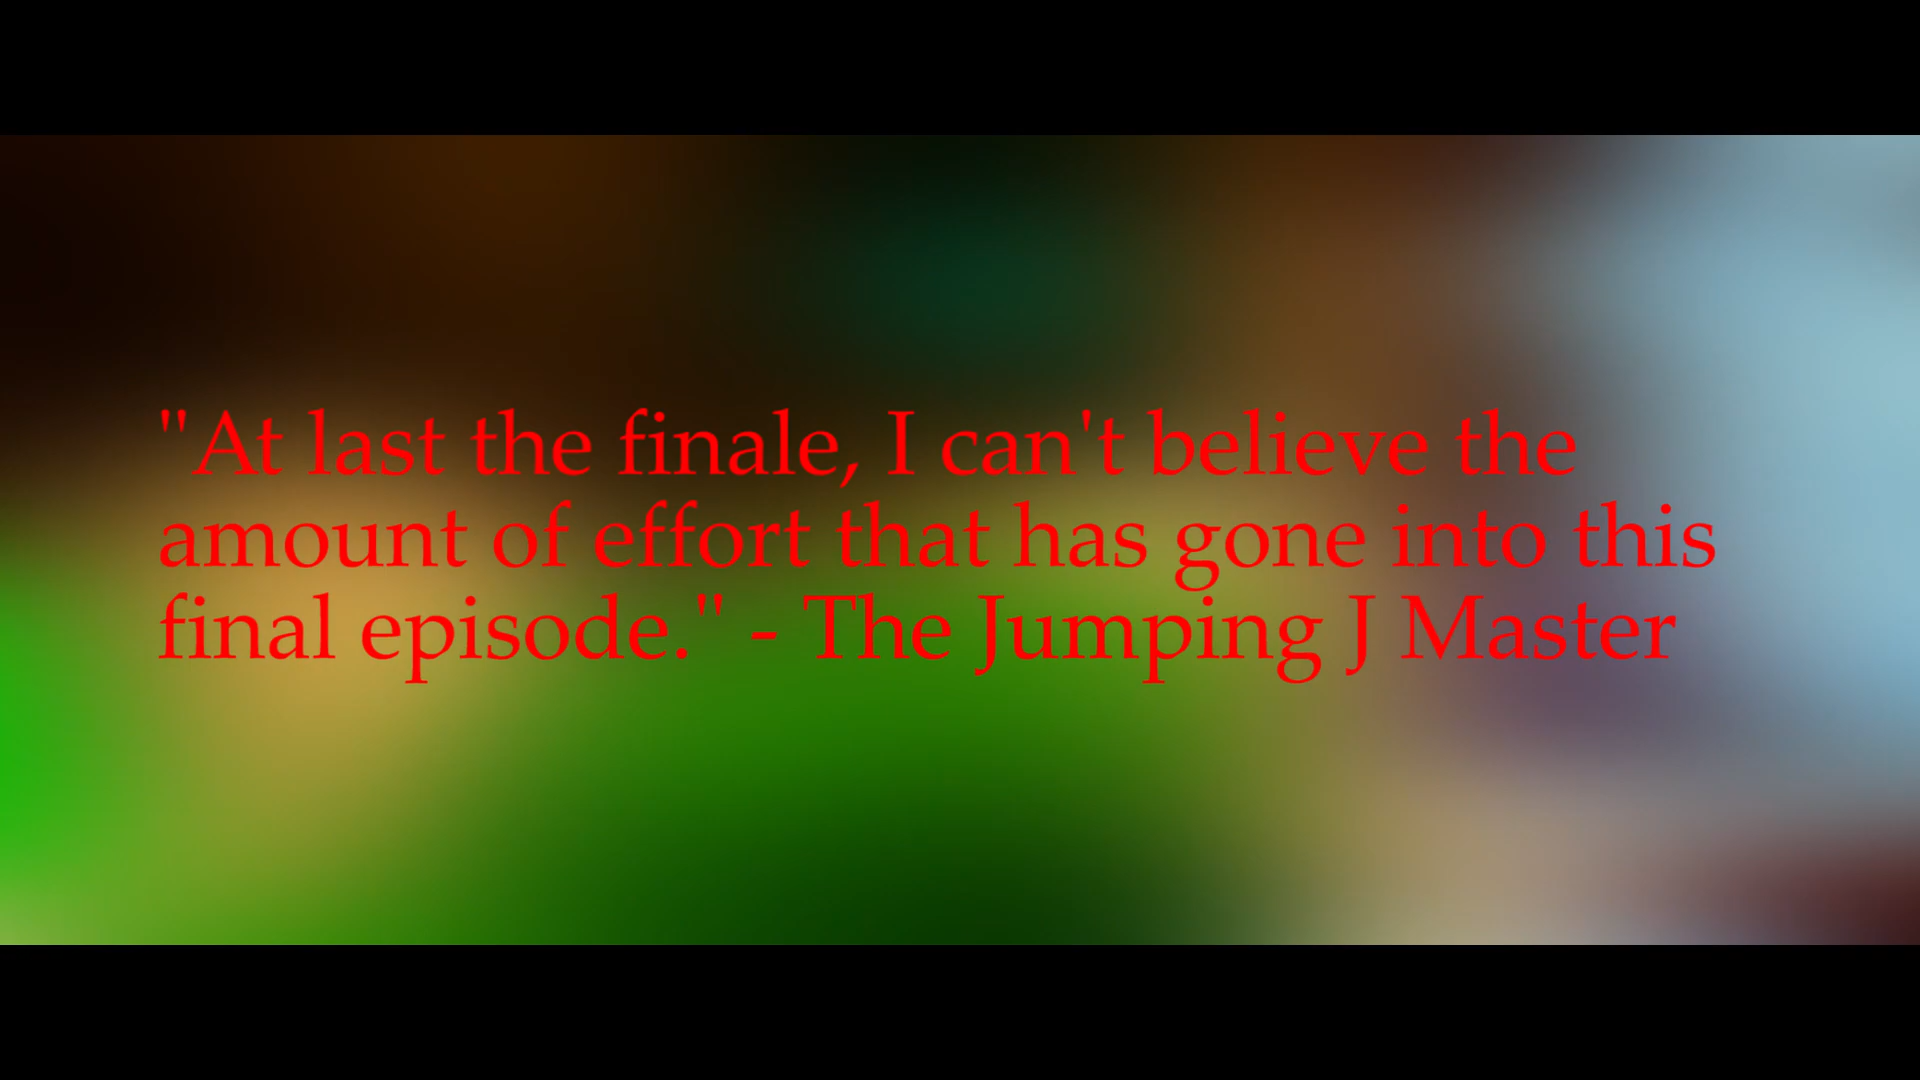 "At last the finale, I can't believe the
amount of effort that has gone into this
final episode." - The Jumping J Master